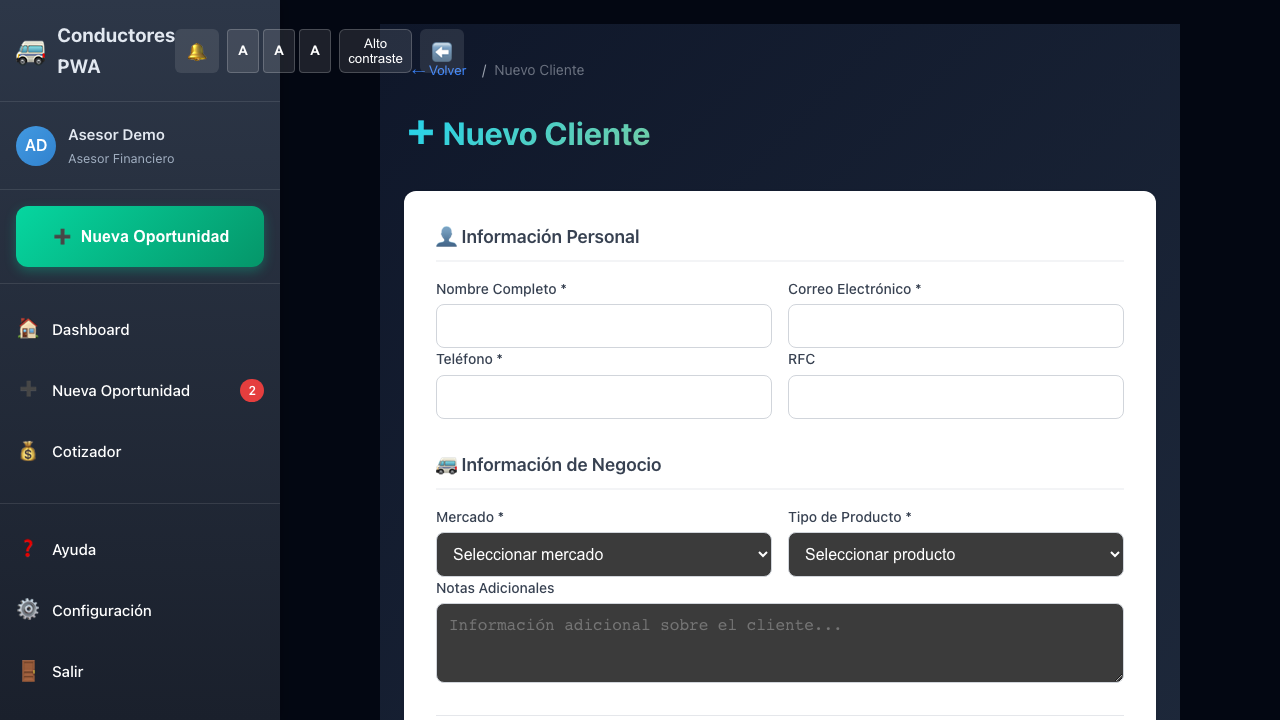 Conductores
PWA
A
A
A
Alto
contraste
AD
Asesor Demo
Asesor Financiero
Nueva Oportunidad
Dashboard
Nueva Oportunidad
2
Cotizador
Ayuda
Configuración
Salir
← Volver / Nuevo Cliente
Nuevo Cliente
Información Personal
Nombre Completo *
Correo Electrónico *
Teléfono *
RFC
Información de Negocio
Mercado *
Tipo de Producto *
Seleccionar mercado
Seleccionar producto
Notas Adicionales
Información adicional sobre el cliente...